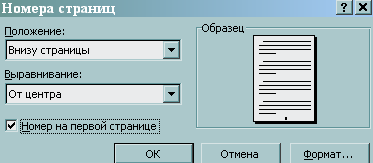 Номера страниц
Положение:
Образец
Внизу страницы
Выравнивание:
От центра
Номер на первой странице
ОК
Отмена
Формат...